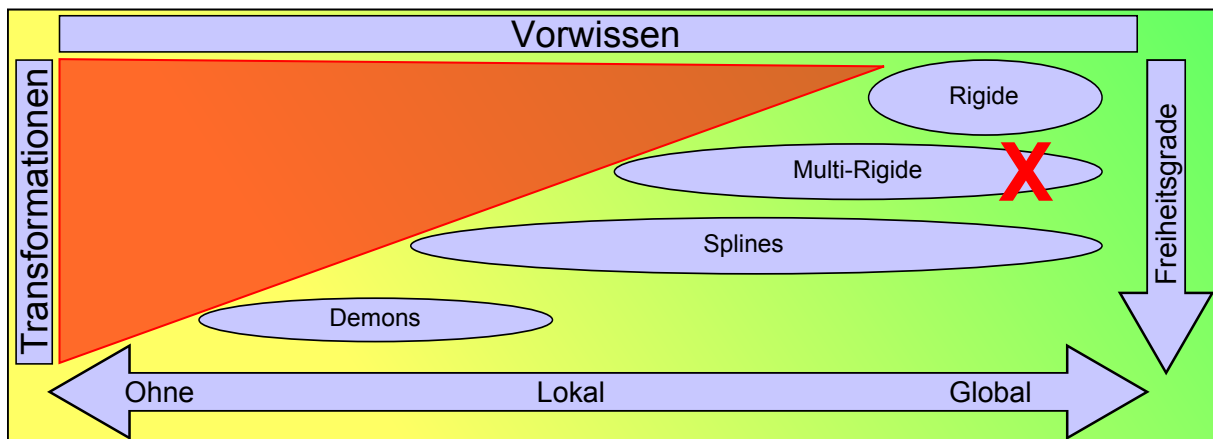 Vorwissen
Transformationen
Rigide
Multi-Rigide
X
Splines
Demons
Freiheitsgrade
Ohne
Lokal
Global